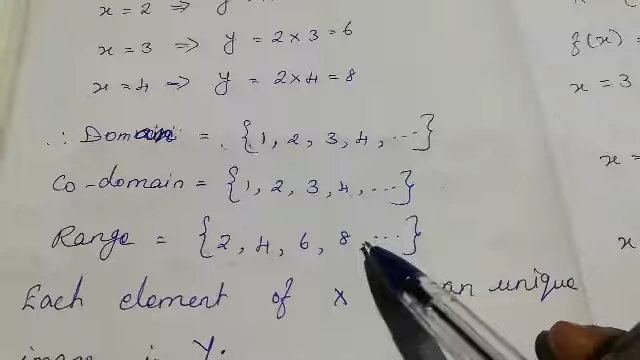 x = 2 ⇒ y
x = 3 ⇒ y = 2×3 = 6
x = 4 ⇒ y = 2×4 = 8
∴ Domain = {1, 2, 3, 4, ...}
Co-domain = {1, 2, 3, 4, ...}
Range = {2, 4, 6, 8 ...}
Each element of x an unique
Y.
f(x) =
x = 3
x =
x